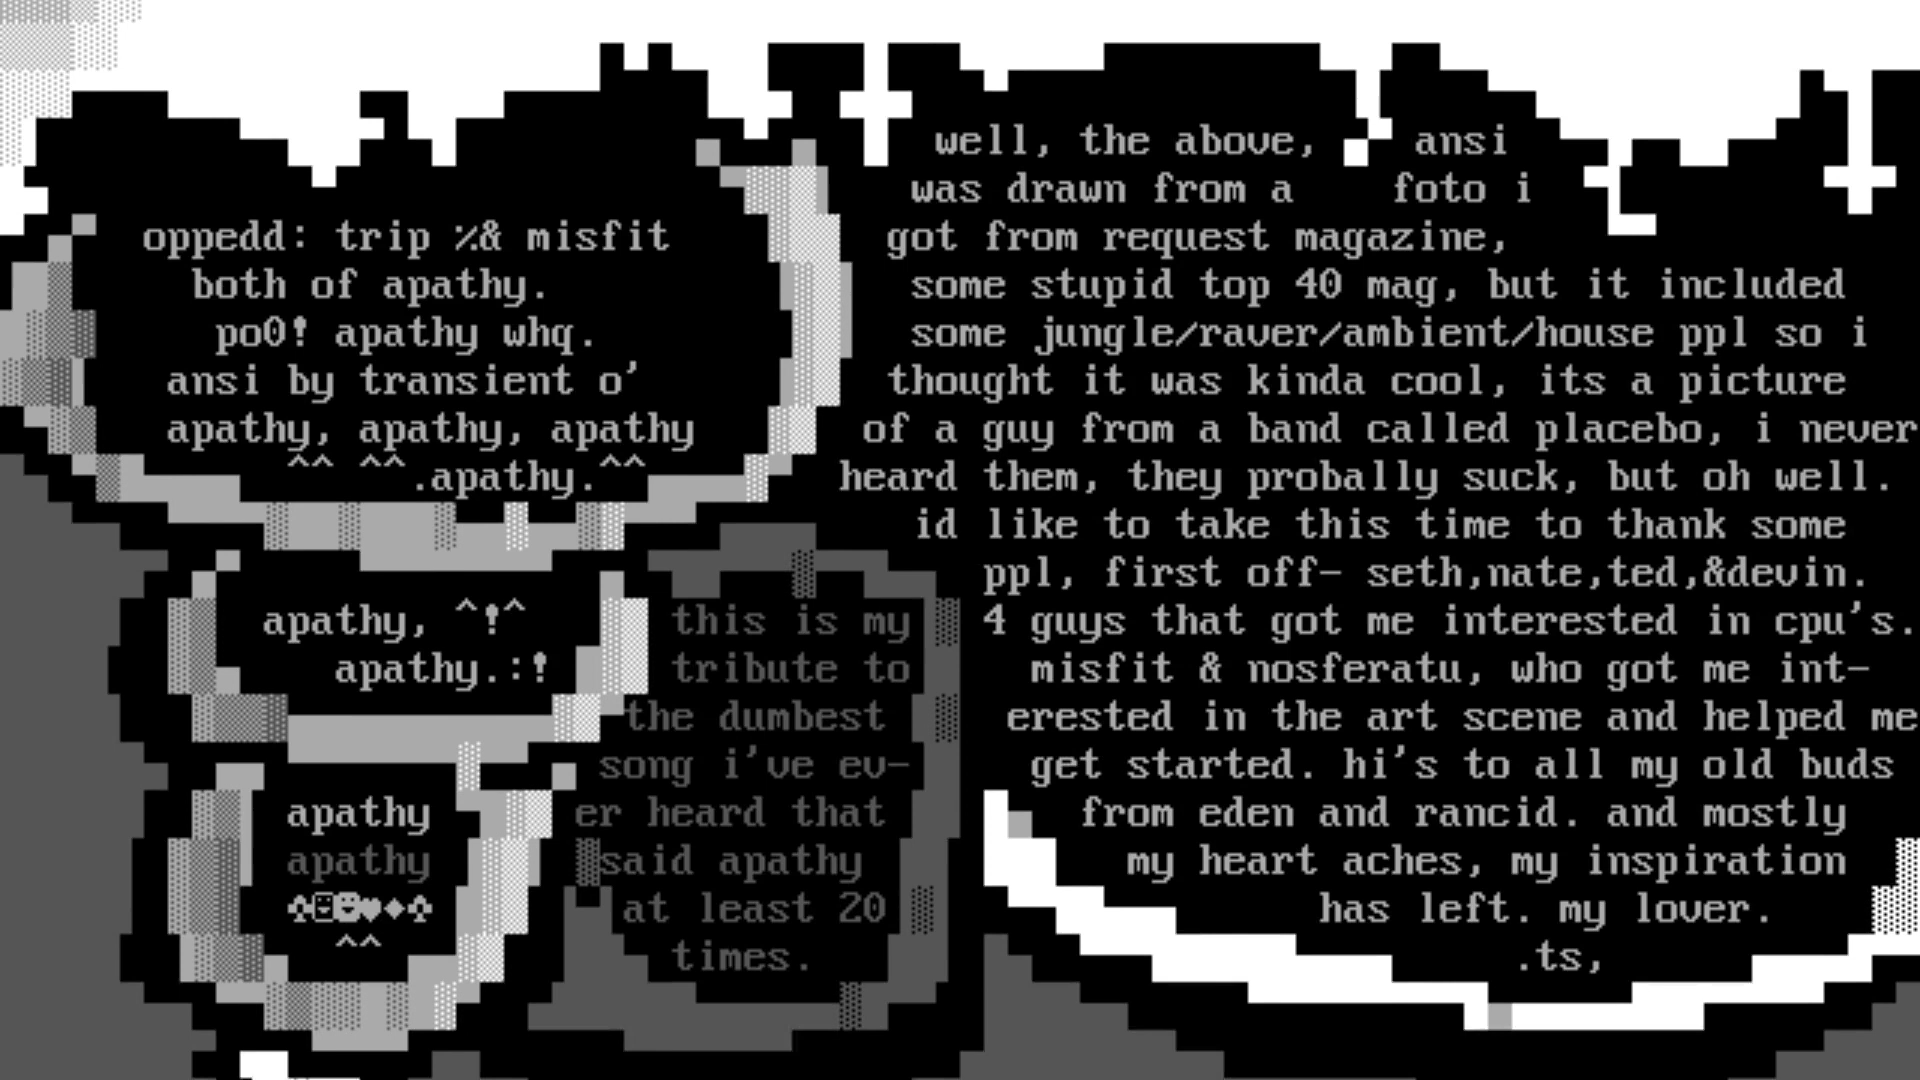 oppedd: trip %& misfit
both of apathy.
po0! apathy whq.
ansi by transient o'
apathy, apathy, apathy
^^ ^^.apathy.^^
apathy, ^!^
apathy.:!
apathy
apathy
♣☺☻♥♦♣
^^
this is my
tribute to
the dumbest
song i've ev-
er heard that
said apathy
at least 20
times.
well, the above, ansi
was drawn from a foto i
got from request magazine,
some stupid top 40 mag, but it included
some jungle/raver/ambient/house ppl so i
thought it was kinda cool, its a picture
of a guy from a band called placebo, i never
heard them, they probally suck, but oh well.
id like to take this time to thank some
ppl, first off- seth,nate,ted,&devin.
4 guys that got me interested in cpu's.
misfit & nosferatu, who got me int-
erested in the art scene and helped me
get started. hi's to all my old buds
from eden and rancid. and mostly
my heart aches, my inspiration
has left. my lover.
.ts,